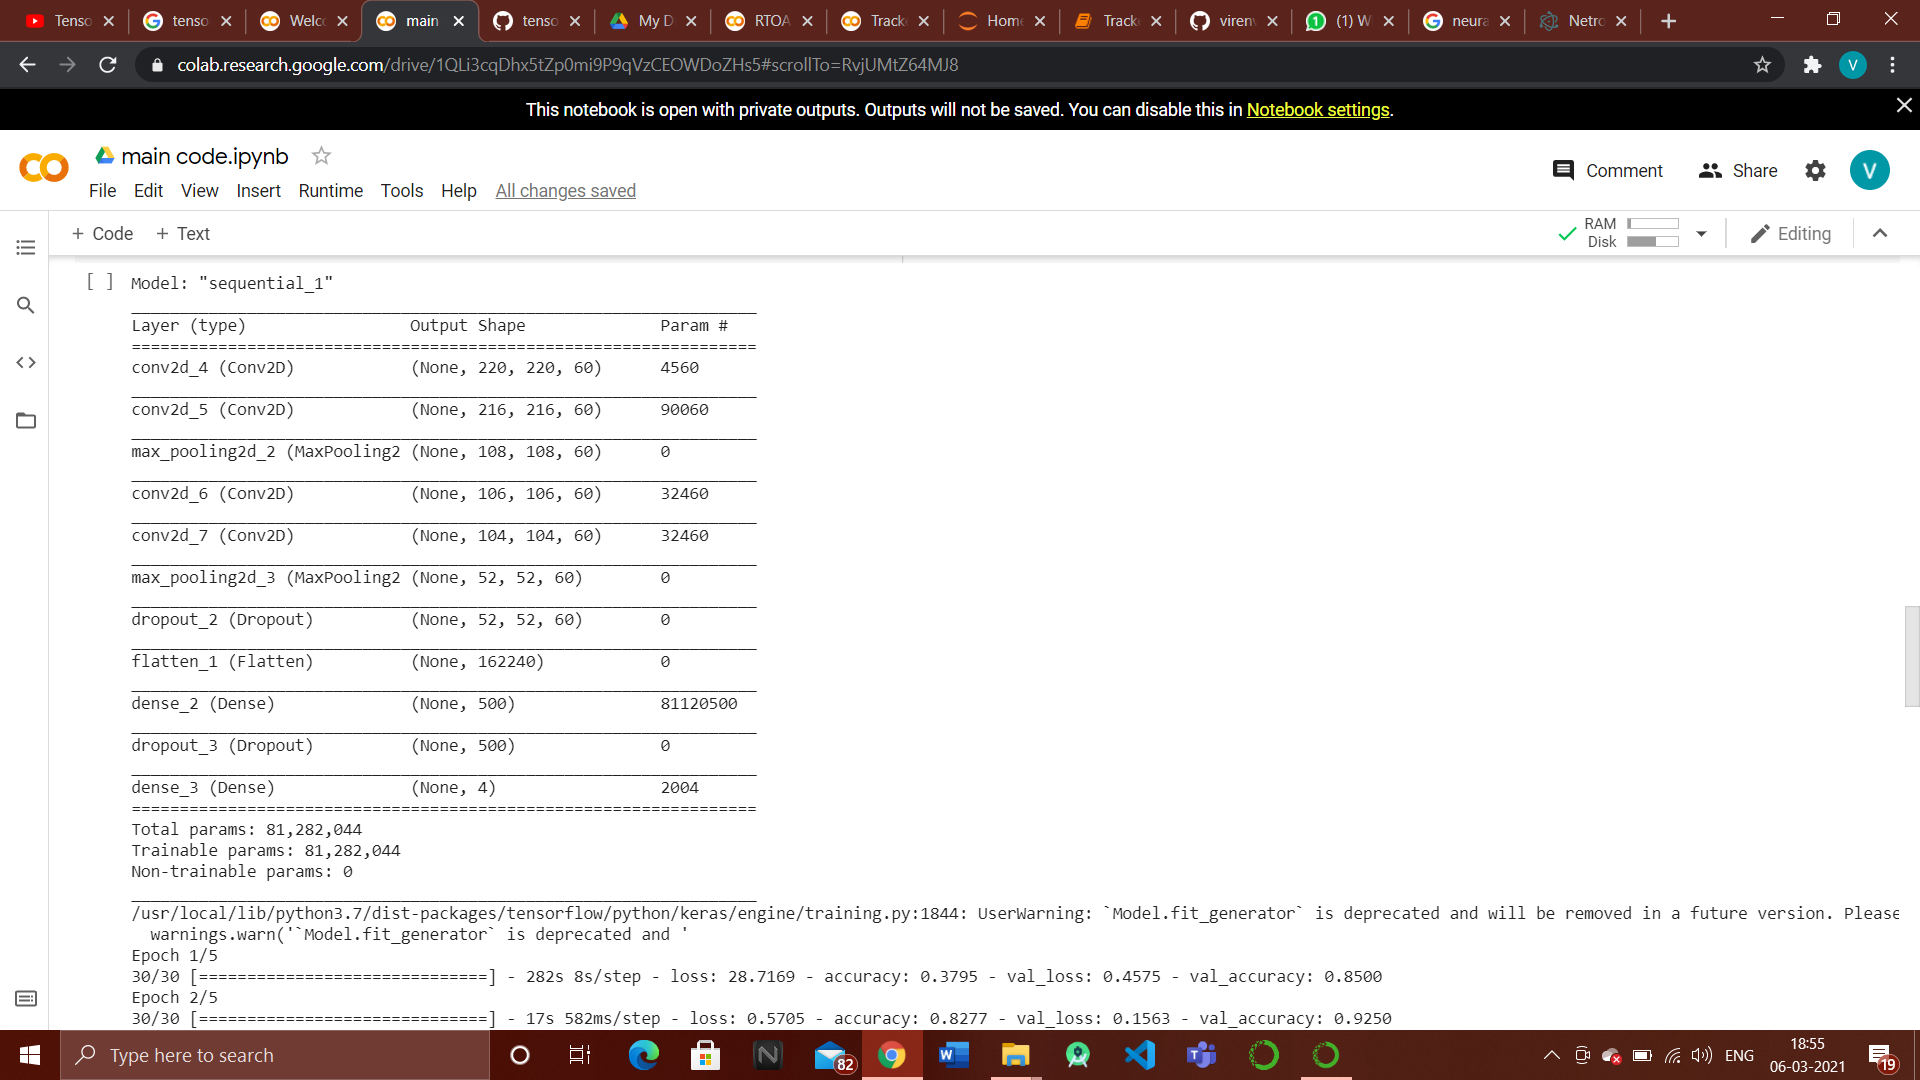 Tenso
tenso
Welco
main
tenso
My D
RTOA
Track
Home
Track
viren
(1) W
neura
Netro
colab.research.google.com/drive/1QLi3cqDhx5tZp0mi9P9qVzCEOWDoZHs5#scrollTo=RvjUMtZ64MJ8
V
This notebook is open with private outputs. Outputs will not be saved. You can disable this in Notebook settings.
main code.ipynb
File Edit View Insert Runtime Tools Help All changes saved
Comment Share V
+ Code + Text
RAM
Disk
Editing
[ ] Model: "sequential_1"
Layer (type) Output Shape Param #
=================================================================
conv2d_4 (Conv2D) (None, 220, 220, 60) 4560
conv2d_5 (Conv2D) (None, 216, 216, 60) 90060
max_pooling2d_2 (MaxPooling2 (None, 108, 108, 60) 0
conv2d_6 (Conv2D) (None, 106, 106, 60) 32460
conv2d_7 (Conv2D) (None, 104, 104, 60) 32460
max_pooling2d_3 (MaxPooling2 (None, 52, 52, 60) 0
dropout_2 (Dropout) (None, 52, 52, 60) 0
flatten_1 (Flatten) (None, 162240) 0
dense_2 (Dense) (None, 500) 81120500
dropout_3 (Dropout) (None, 500) 0
dense_3 (Dense) (None, 4) 2004
=================================================================
Total params: 81,282,044
Trainable params: 81,282,044
Non-trainable params: 0
/usr/local/lib/python3.7/dist-packages/tensorflow/python/keras/engine/training.py:1844: UserWarning: `Model.fit_generator` is deprecated and will be removed in a future version. Please
warnings.warn('`Model.fit_generator` is deprecated and '
Epoch 1/5
30/30 [==============================] - 282s 8s/step - loss: 28.7169 - accuracy: 0.3795 - val_loss: 0.4575 - val_accuracy: 0.8500
Epoch 2/5
30/30 [==============================] - 17s 582ms/step - loss: 0.5705 - accuracy: 0.8277 - val_loss: 0.1563 - val_accuracy: 0.9250
Type here to search
82
ENG
18:55
06-03-2021
19